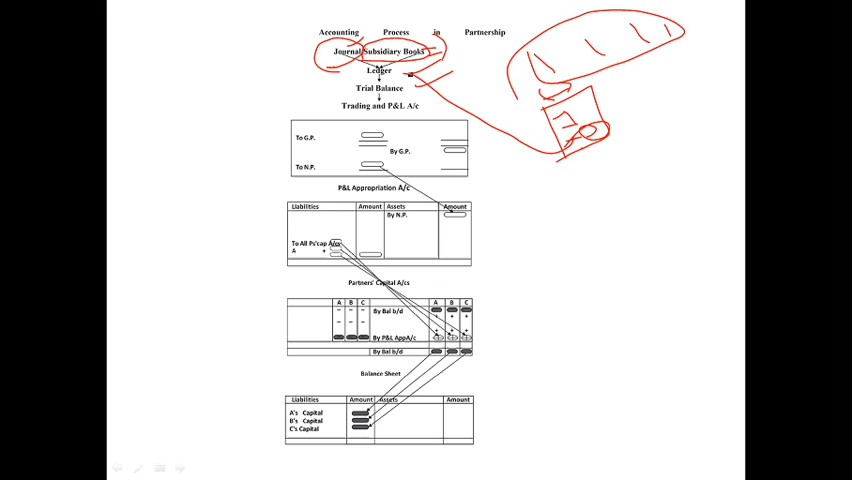 Accounting Process in Partnership
Journal Subsidiary Books
Ledger
Trial Balance
Trading and P&L A/c
To G.P.
By G.P.
To N.P.
P&L Appropriation A/c
Liabilities Amount Assets Amount
By N.P.
To All Ps'cap A/cs
A +
Partners' Capital A/cs
A B C A B C
By Bal b/d
By P&L AppA/c
By Bal b/d
Balance Sheet
Liabilities Amount Assets Amount
A's Capital
B's Capital
C's Capital